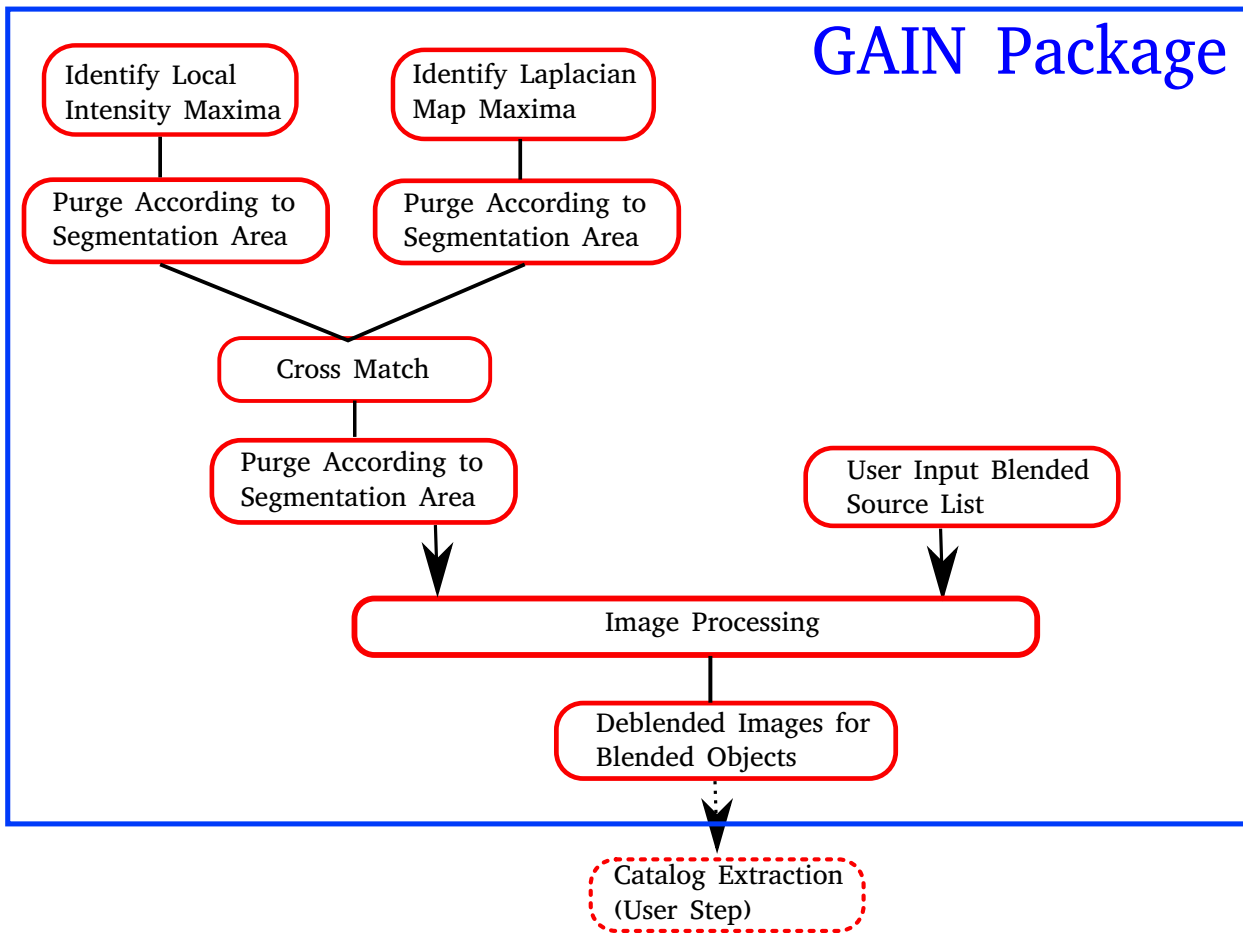 GAIN Package
Identify Local
Intensity Maxima
Identify Laplacian
Map Maxima
Purge According to
Segmentation Area
Purge According to
Segmentation Area
Cross Match
Purge According to
Segmentation Area
User Input Blended
Source List
Image Processing
Deblended Images for
Blended Objects
Catalog Extraction
(User Step)